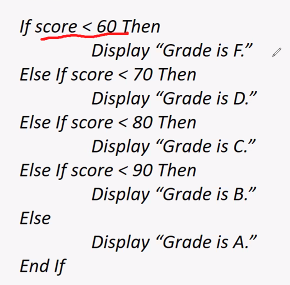 If score < 60 Then
Display “Grade is F.”
Else If score < 70 Then
Display “Grade is D.”
Else If score < 80 Then
Display “Grade is C.”
Else If score < 90 Then
Display “Grade is B.”
Else
Display “Grade is A.”
End If